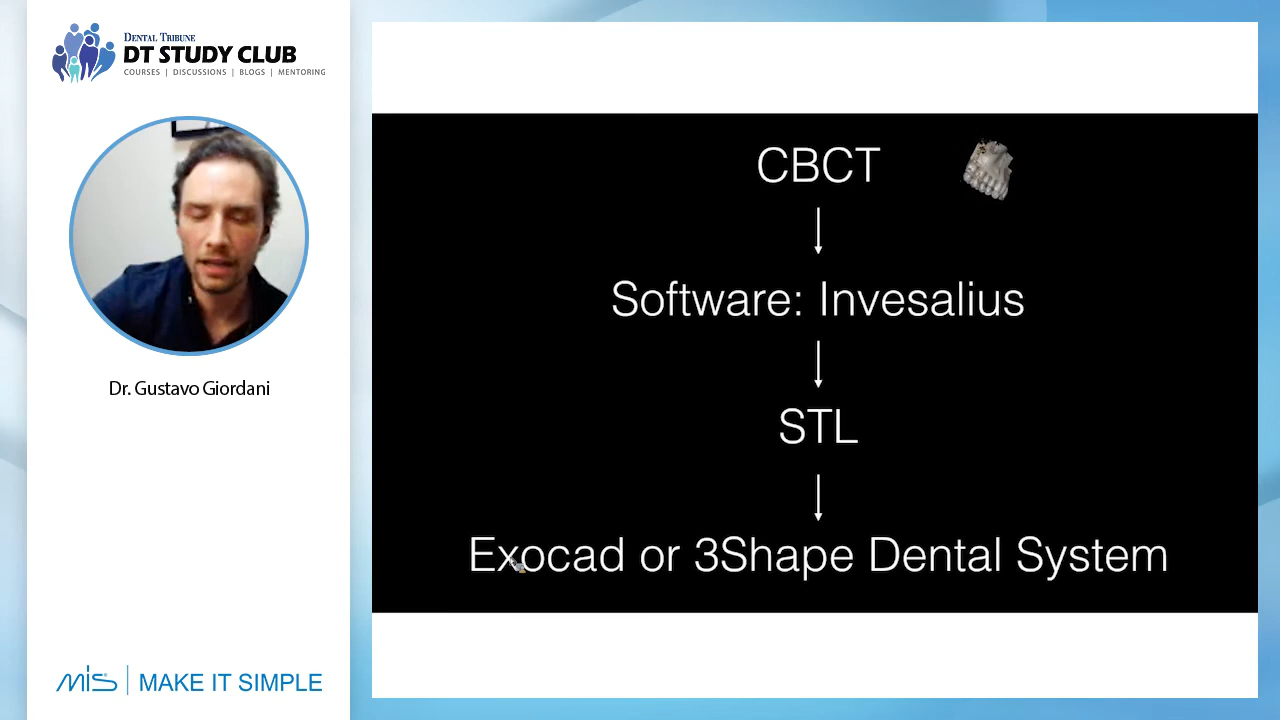 DENTAL TRIBUNE
DT STUDY CLUB
COURSES | DISCUSSIONS | BLOGS | MENTORING
Dr. Gustavo Giordani
mis | MAKE IT SIMPLE
CBCT
Software: Invesalius
STL
Exocad or 3Shape Dental System